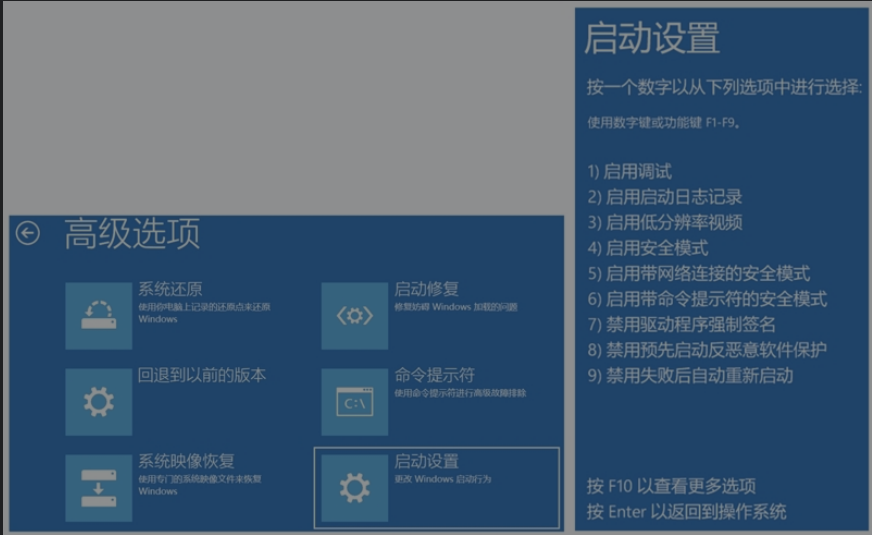 高级选项
系统还原
使用你电脑上记录的还原点来还原
Windows
启动修复
修复妨碍 Windows 加载的问题
回退到以前的版本
命令提示符
使用命令提示符进行高级故障排除
C:\
系统映像恢复
使用专门的系统映像文件来恢复
Windows
启动设置
更改 Windows 启动行为
启动设置
按一个数字以从下列选项中进行选择:
使用数字键或功能键 F1-F9。
1) 启用调试
2) 启用启动日志记录
3) 启用低分辨率视频
4) 启用安全模式
5) 启用带网络连接的安全模式
6) 启用带命令提示符的安全模式
7) 禁用驱动程序强制签名
8) 禁用预先启动反恶意软件保护
9) 禁用失败后自动重新启动
按 F10 以查看更多选项
按 Enter 以返回到操作系统